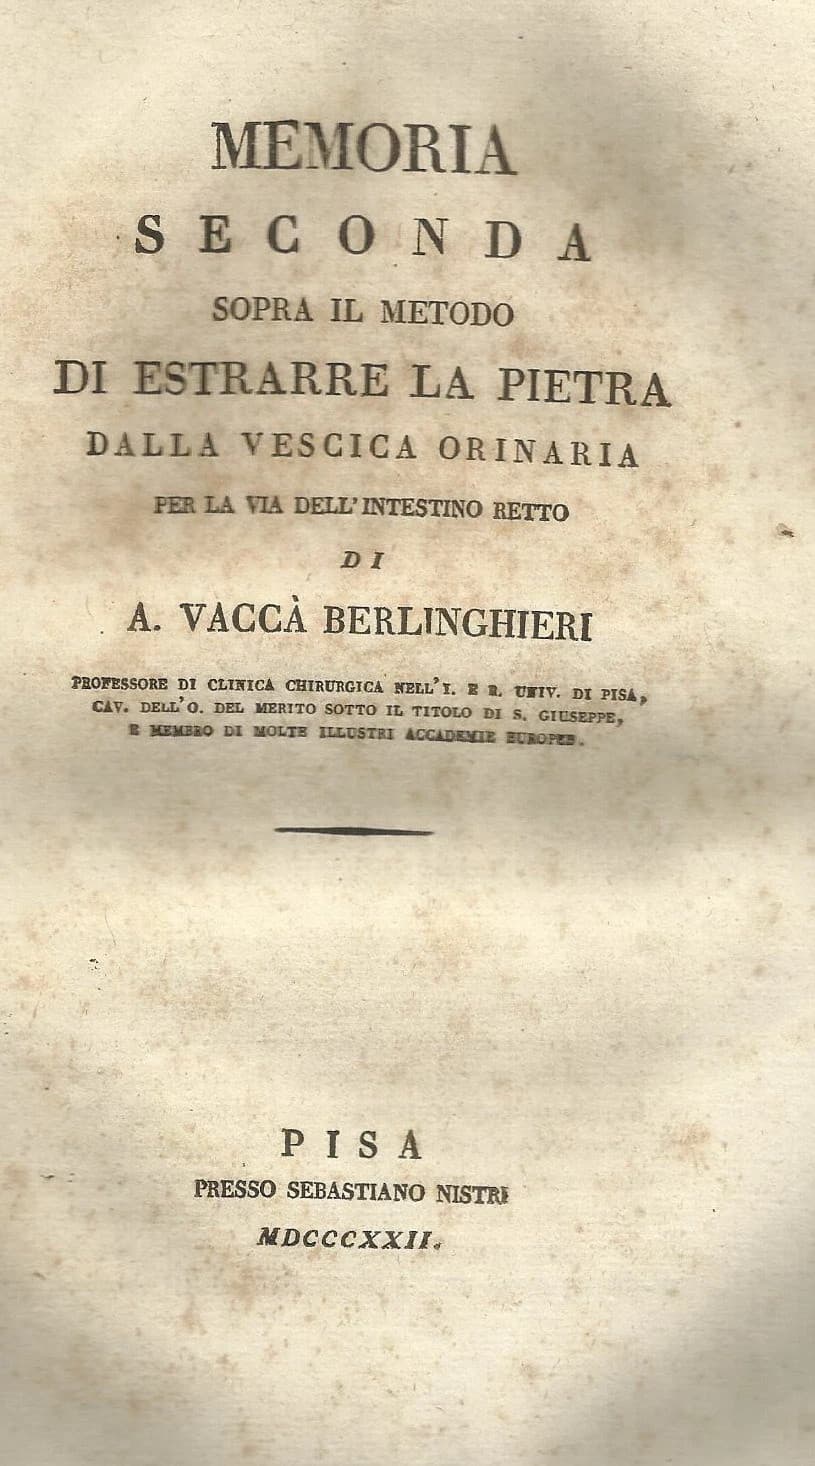 MEMORIA
SECONDA
SOPRA IL METODO
DI ESTRARRE LA PIETRA
DALLA VESCICA ORINARIA
PER LA VIA DELL'INTESTINO RETTO
DI
A. VACCÀ BERLINGHIERI
PROFESSORE DI CLINICA CHIRURGICA NELL'I. E R. UNIV. DI PISA,
CAV. DELL'O. DEL MERITO SOTTO IL TITOLO DI S. GIUSEPPE,
E MEMBRO DI MOLTE ILLUSTRI ACCADEMIE EUROPEE.
PISA
PRESSO SEBASTIANO NISTRI
MDCCCXXII.